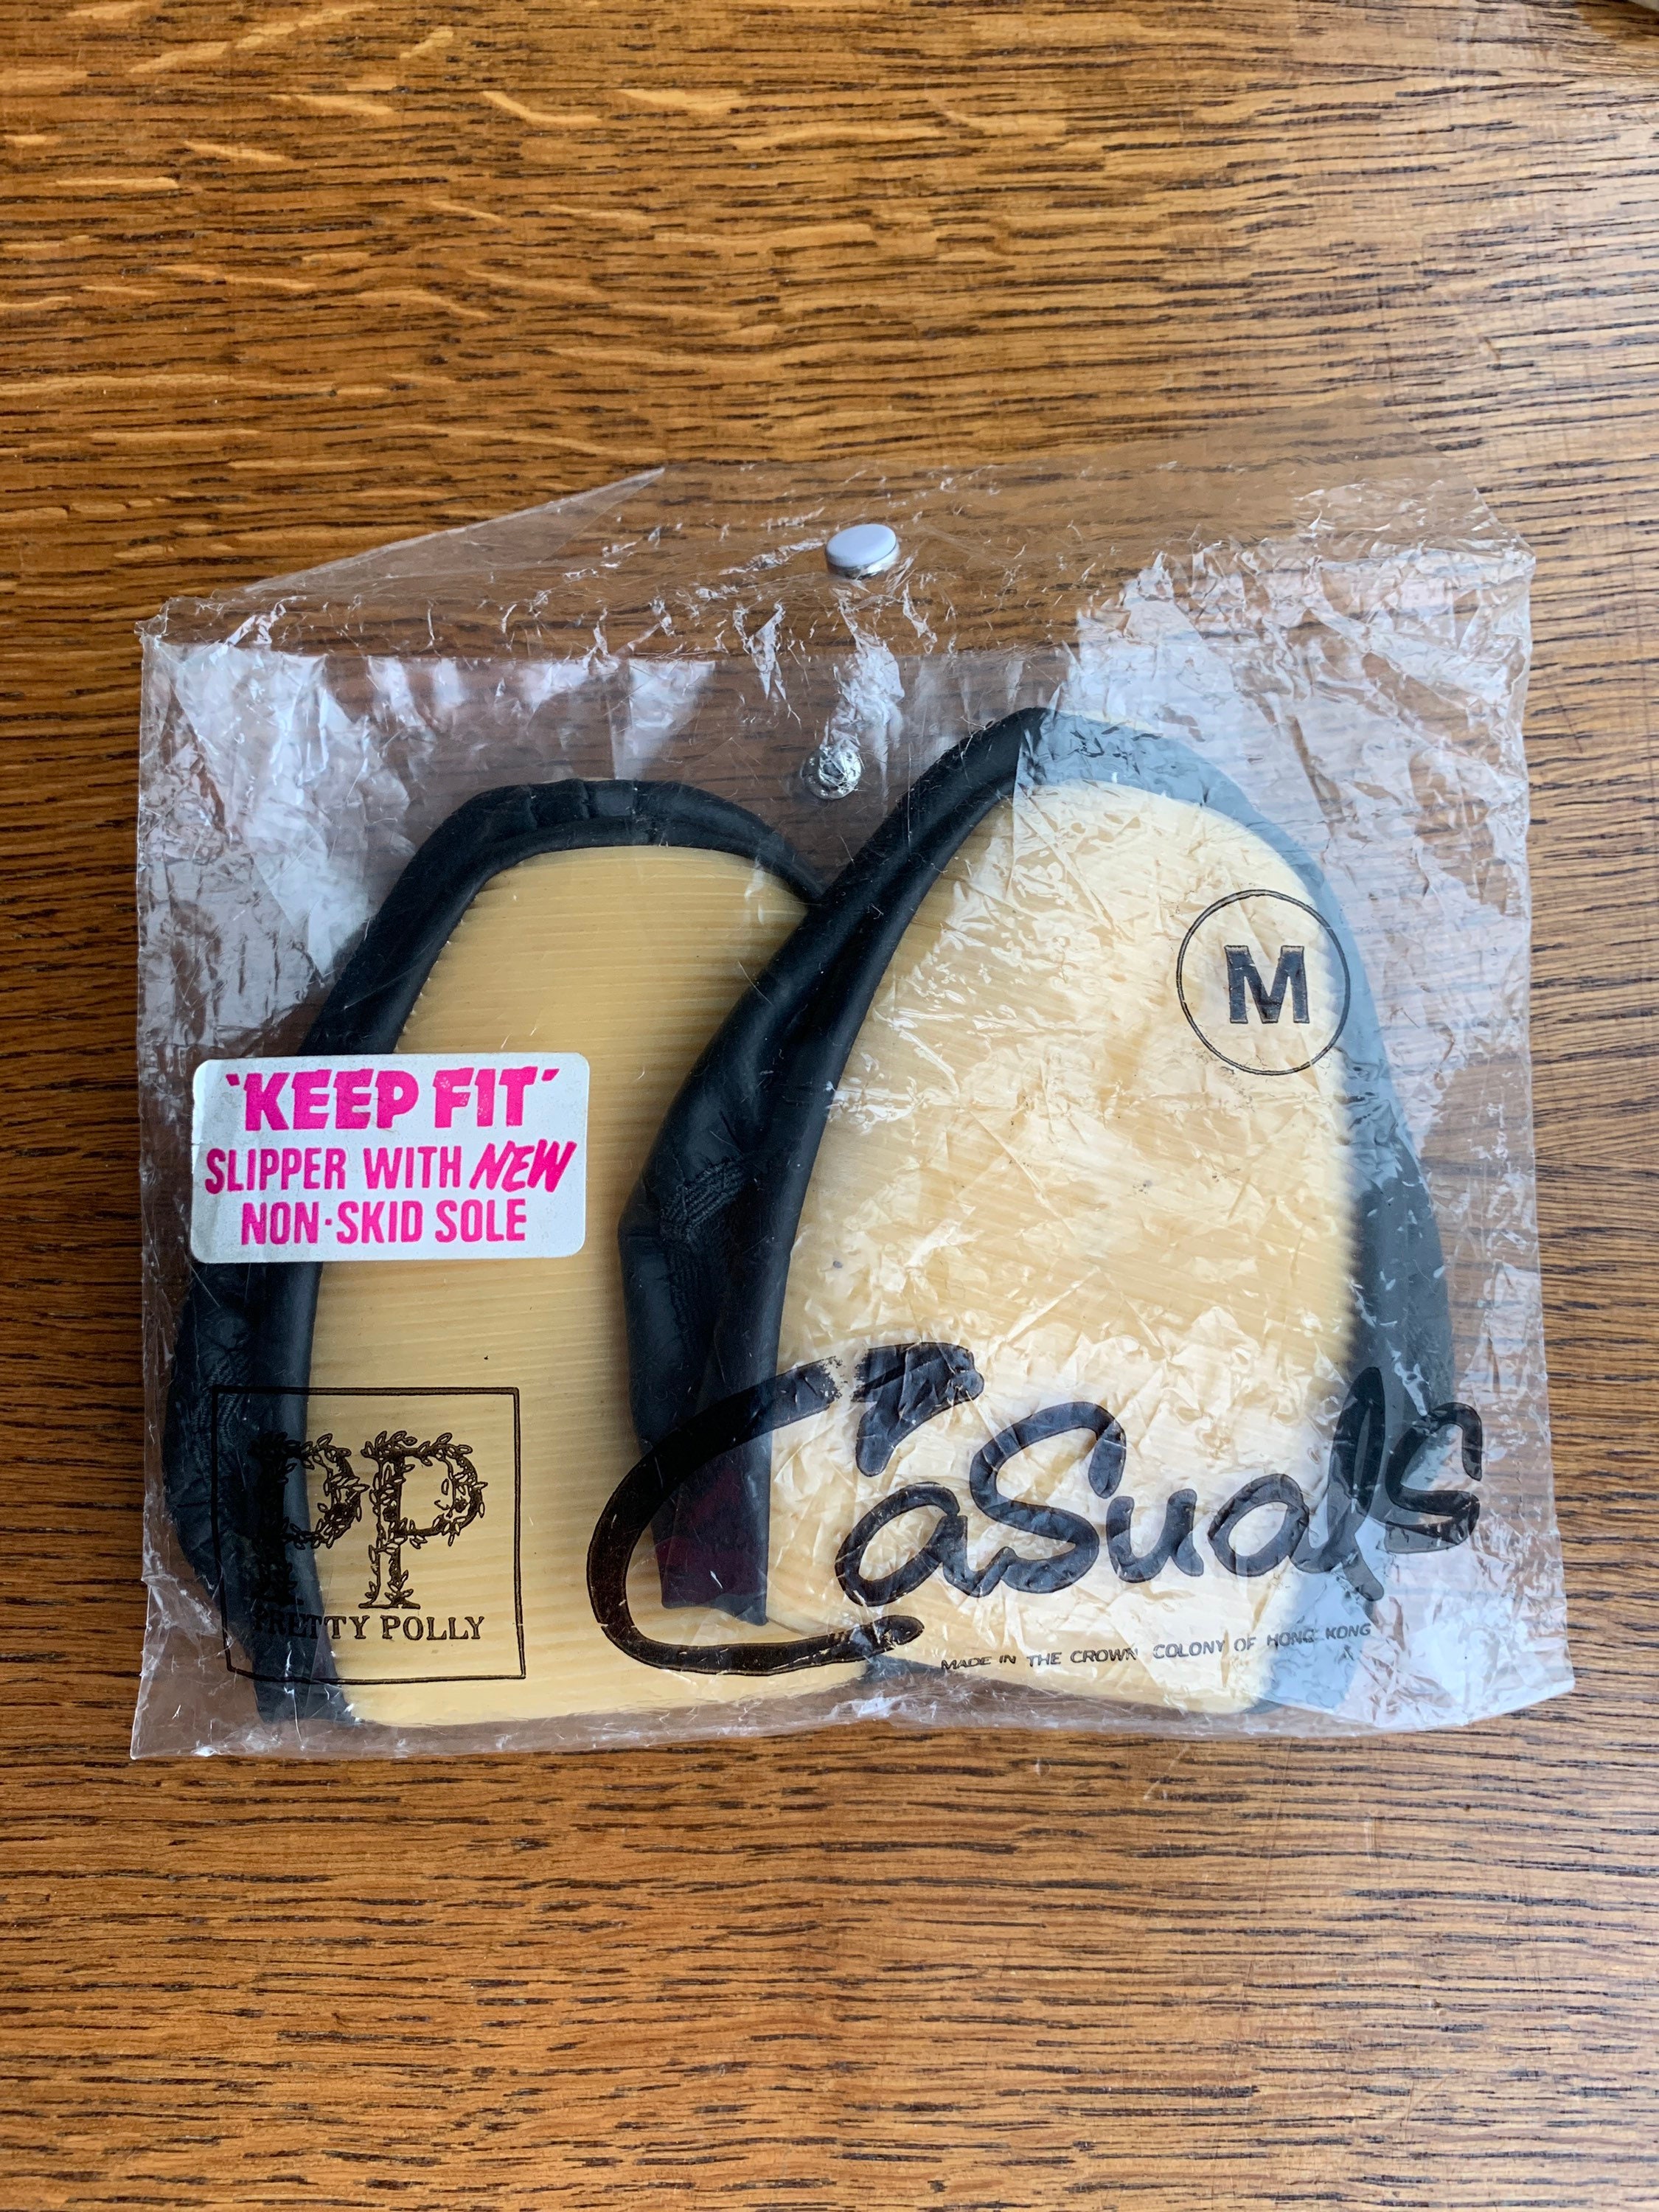 M
'KEEP FIT'
SLIPPER WITH NEW
NON-SKID SOLE
PP
PRETTY POLLY
Casuals
MADE IN THE CROWN COLONY OF HONG KONG